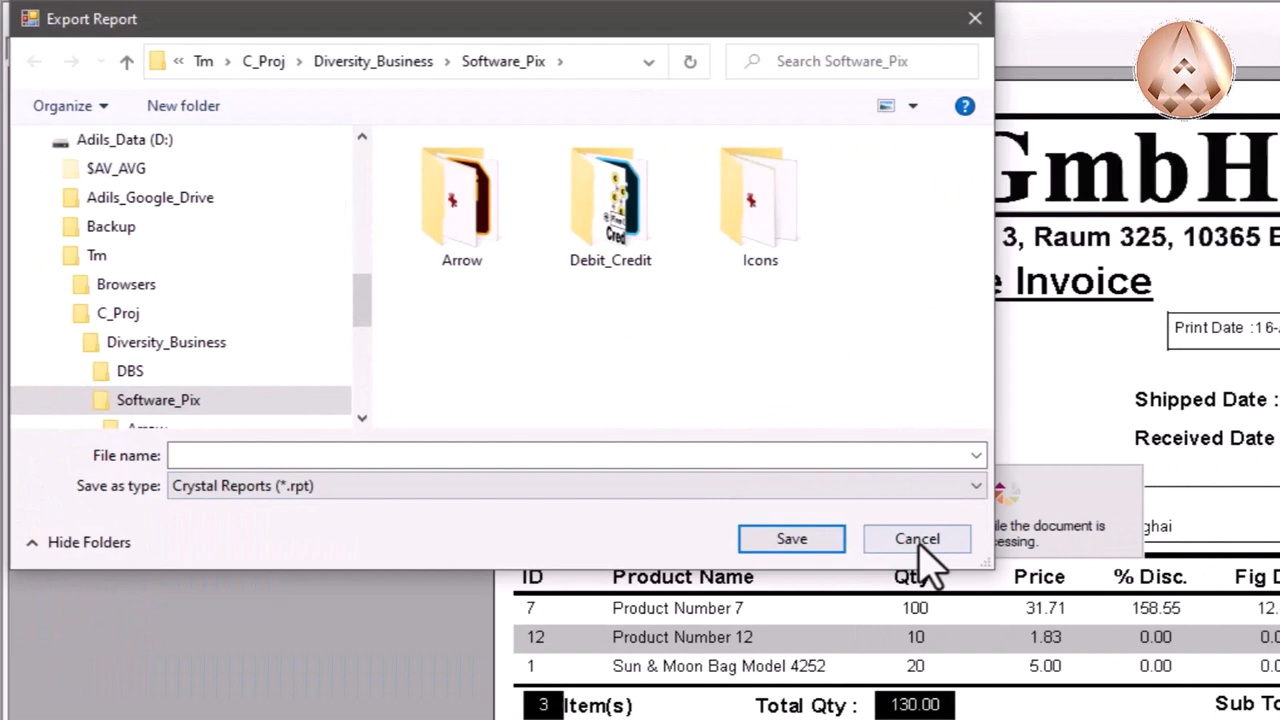 Export Report
« Tm › C_Proj › Diversity_Business › Software_Pix ›
Search Software_Pix
Organize
New folder
Adils_Data (D:)
$AV_AVG
Adils_Google_Drive
Backup
Tm
Browsers
C_Proj
Diversity_Business
DBS
Software_Pix
Arrow
Debit_Credit
Icons
Cred
File name:
Save as type: Crystal Reports (*.rpt)
Hide Folders
Save
Cancel
GmbH
3, Raum 325, 10365
Invoice
Print Date :16-
Shipped Date :
Received Date
the document is
ID Product Name Qty Price % Disc. Fig D
7 Product Number 7 100 31.71 158.55 12.
12 Product Number 12 10 1.83 0.00 0.0
1 Sun & Moon Bag Model 4252 20 5.00 0.00 0.0
3 Item(s) Total Qty : 130.00 Sub To